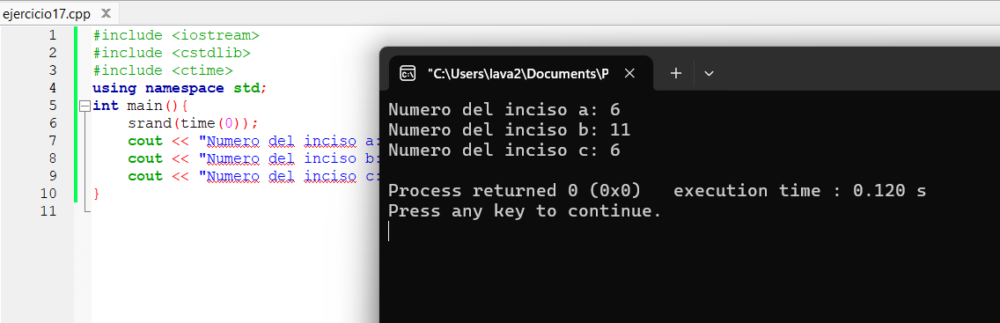 ejercicio17.cpp X
1 #include <iostream>
2 #include <cstdlib>
3 #include <ctime>
4 using namespace std;
5 int main(){
6 srand(time(0));
7 cout << "Numero del inciso a:
8 cout << "Numero del inciso b:
9 cout << "Numero del inciso c:
10 }
11
"C:\Users\lava2\Documents\P
Numero del inciso a: 6
Numero del inciso b: 11
Numero del inciso c: 6
Process returned 0 (0x0) execution time : 0.120 s
Press any key to continue.